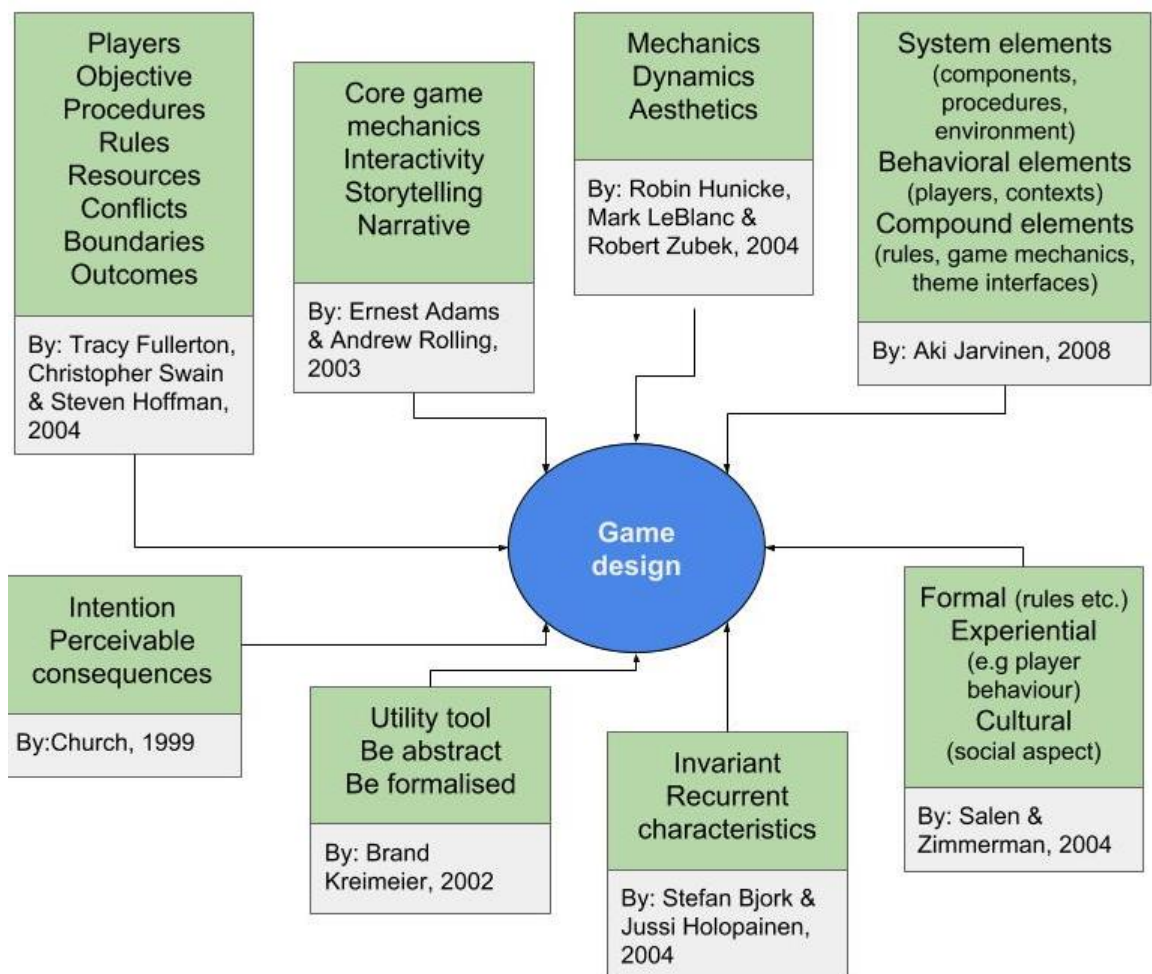 Players
Objective
Procedures
Rules
Resources
Conflicts
Boundaries
Outcomes
By: Tracy Fullerton,
Christopher Swain
& Steven Hoffman,
2004
Core game
mechanics
Interactivity
Storytelling
Narrative
By: Ernest Adams
& Andrew Rolling,
2003
Mechanics
Dynamics
Aesthetics
By: Robin Hunicke,
Mark LeBlanc &
Robert Zubek, 2004
System elements
(components,
procedures,
environment)
Behavioral elements
(players, contexts)
Compound elements
(rules, game mechanics,
theme interfaces)
By: Aki Jarvinen, 2008
Game
design
Intention
Perceivable
consequences
By:Church, 1999
Utility tool
Be abstract
Be formalised
By: Brand
Kreimeier, 2002
Invariant
Recurrent
characteristics
By: Stefan Bjork &
Jussi Holopainen,
2004
Formal (rules etc.)
Experiential
(e.g player
behaviour)
Cultural
(social aspect)
By: Salen &
Zimmerman, 2004